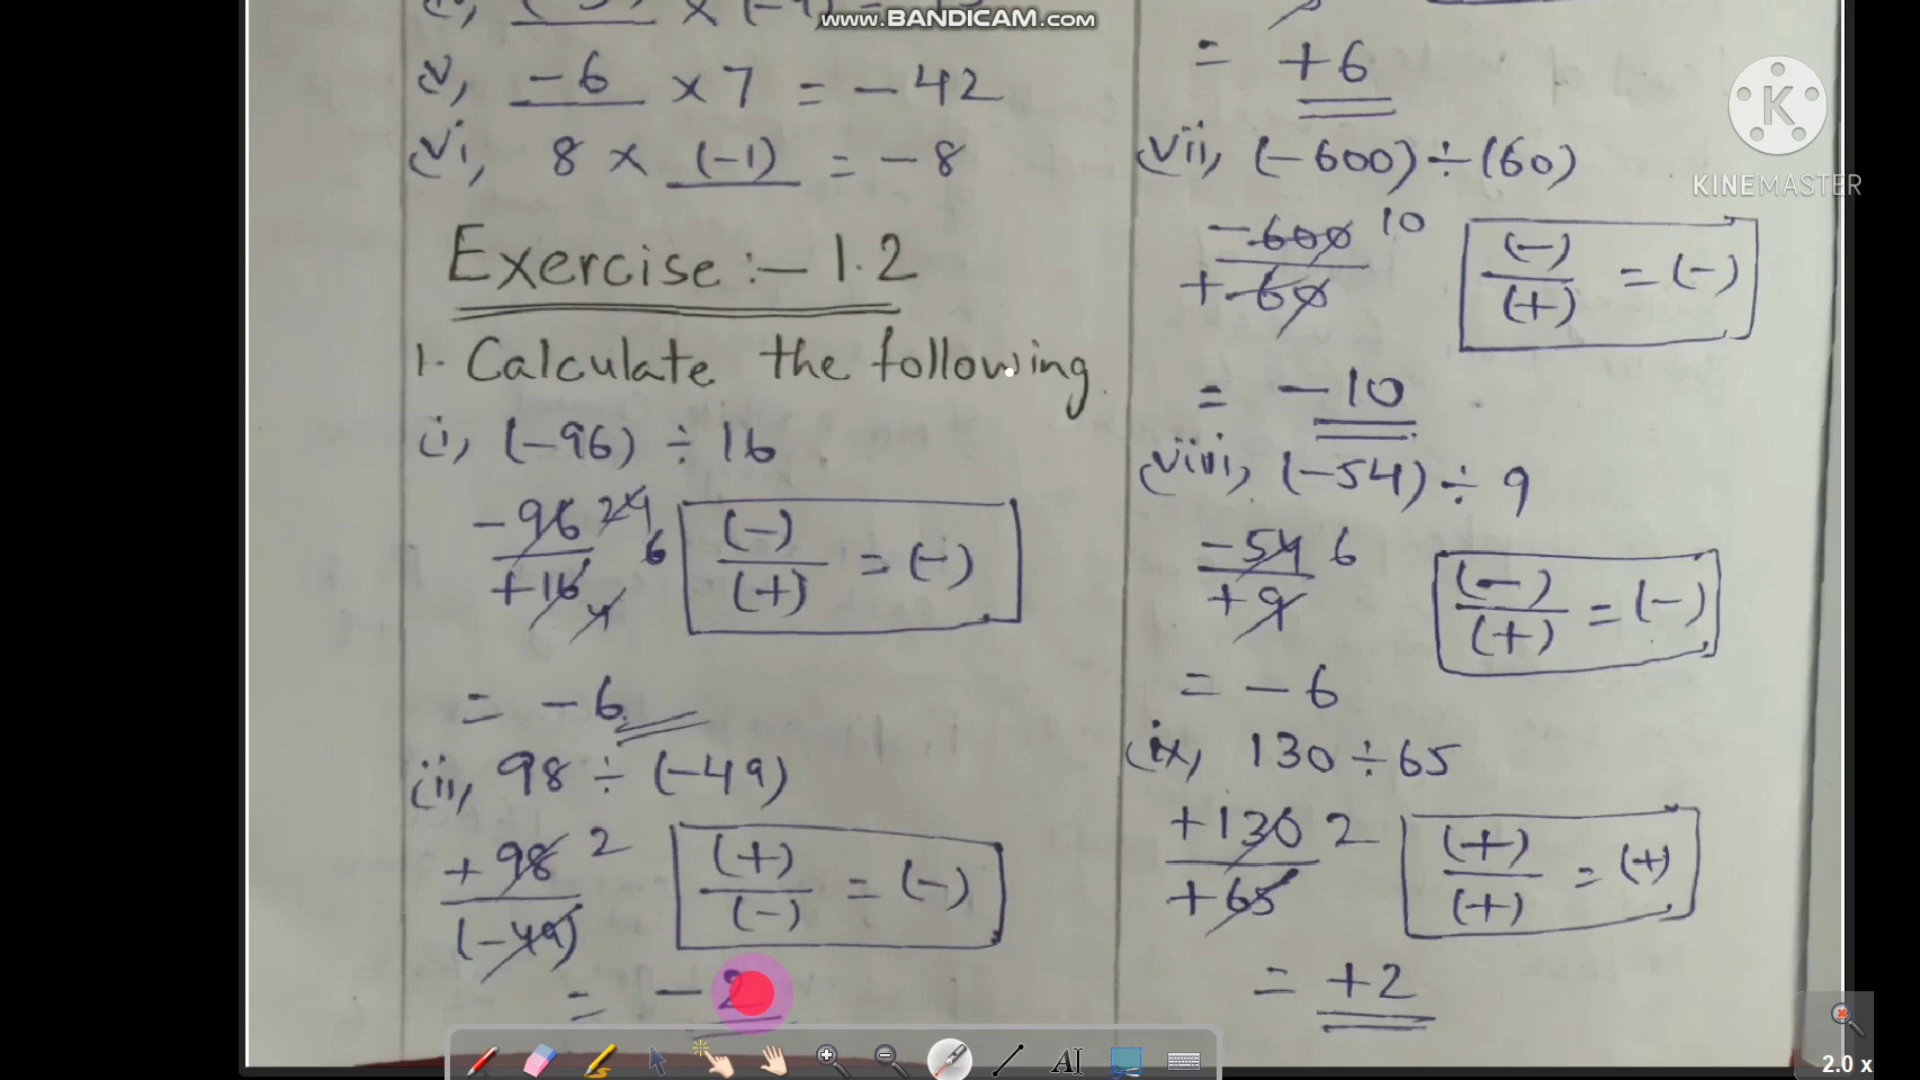 www.BANDICAM.com
v, -6 × 7 = -42
vi, 8 × (-1) = -8
Exercise :- 1.2
1. Calculate the following
i, (-96) ÷ 16
-96 24
+16 4 6
(-)
(+) = (-)
= -6
ii, 98 ÷ (-49)
+98 2
(-49)
(+)
(-) = (-)
= -2
= +6
vii, (-600) ÷ (60)
-600 10
+60
(-)
(+) = (-)
= -10
viii, (-54) ÷ 9
-54 6
+9
(-)
(+) = (-)
= -6
ix, 130 ÷ 65
+130 2
+65
(+)
(+) = (+)
= +2
K
KINEMASTER
AI
2.0 x